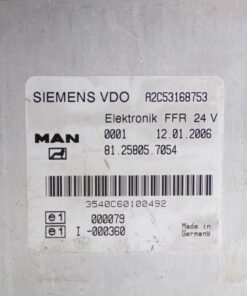 SIEMENS VDO A2C53168753
Elektronik FFR 24 V
MAN 0001 12.01.2006
81.25805.7054
3540C60100492
e1 000079
e1 I -000360
Made in
Germany